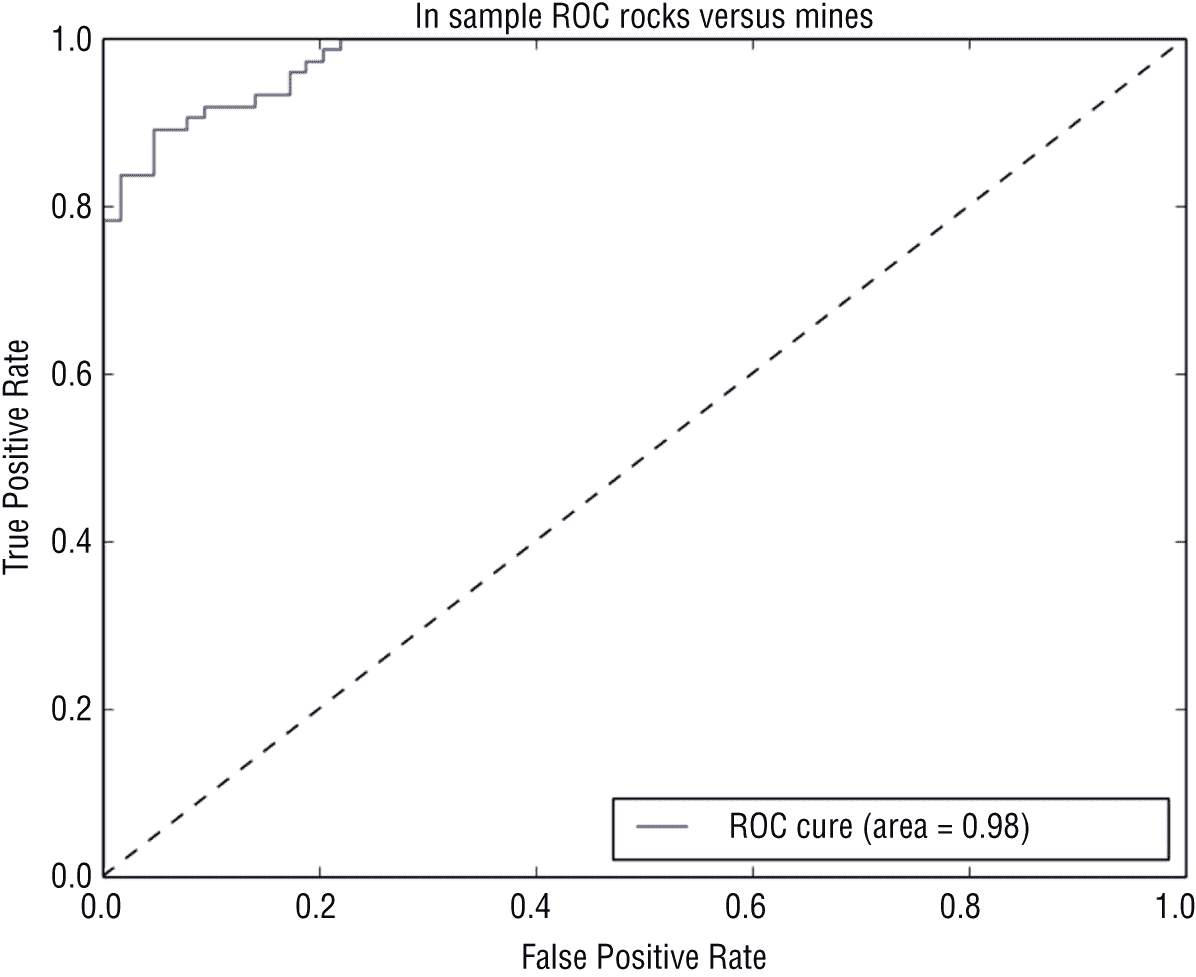 In sample ROC rocks versus mines
1.0
0.8
0.6
0.4
0.2
0.0
True Positive Rate
ROC cure (area = 0.98)
0.0 0.2 0.4 0.6 0.8 1.0
False Positive Rate